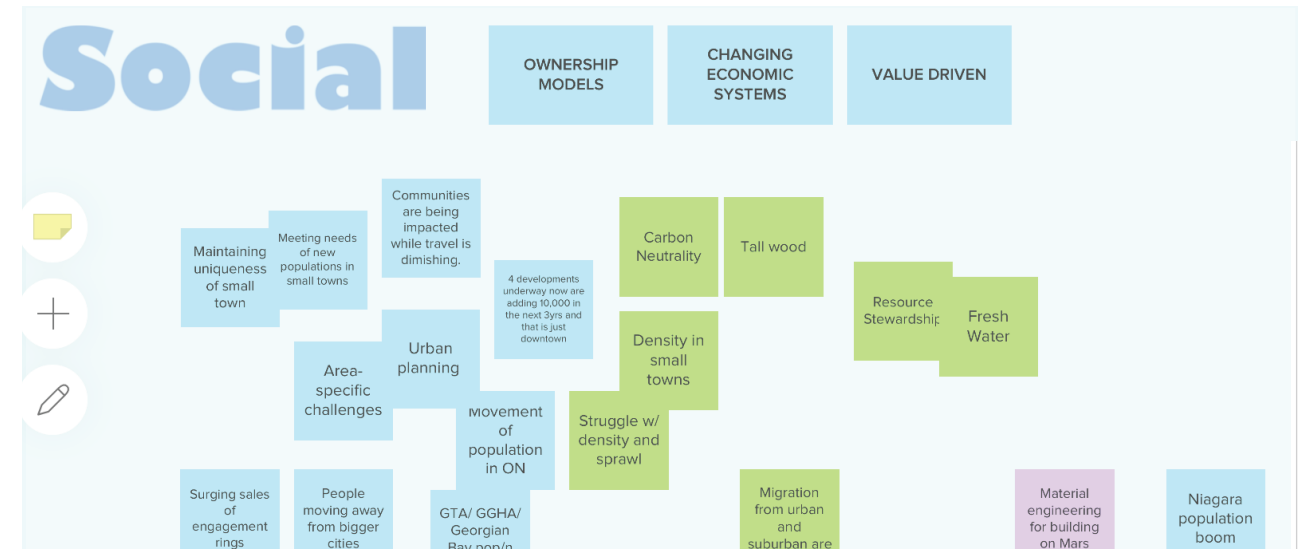 Social
OWNERSHIP
MODELS
CHANGING
ECONOMIC
SYSTEMS
VALUE DRIVEN
Maintaining
uniqueness
of small
town
Meeting needs
of new
populations in
small towns
Communities
are being
impacted
while travel is
dimishing.
4 developments
underway now are
adding 10,000 in
the next 3yrs and
that is just
downtown
Carbon
Neutrality
Tall wood
Resource
Stewardship
Fresh
Water
Area-
specific
challenges
Urban
planning
Density in
small
towns
Movement
of
population
in ON
Struggle w/
density and
sprawl
Surging sales
of
engagement
rings
People
moving away
from bigger
cities
GTA/ GGHA/
Georgian
Bay pop/n
Migration
from urban
and
suburban are
Material
engineering
for building
on Mars
Niagara
population
boom